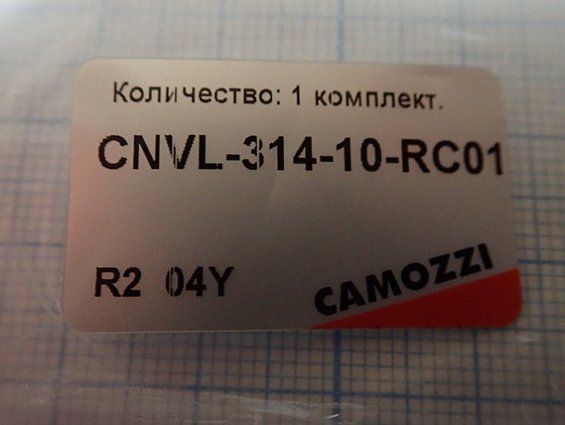 Количество: 1 комплект.
CNVL-314-10-RC01
R2 04Y
CAMOZZI